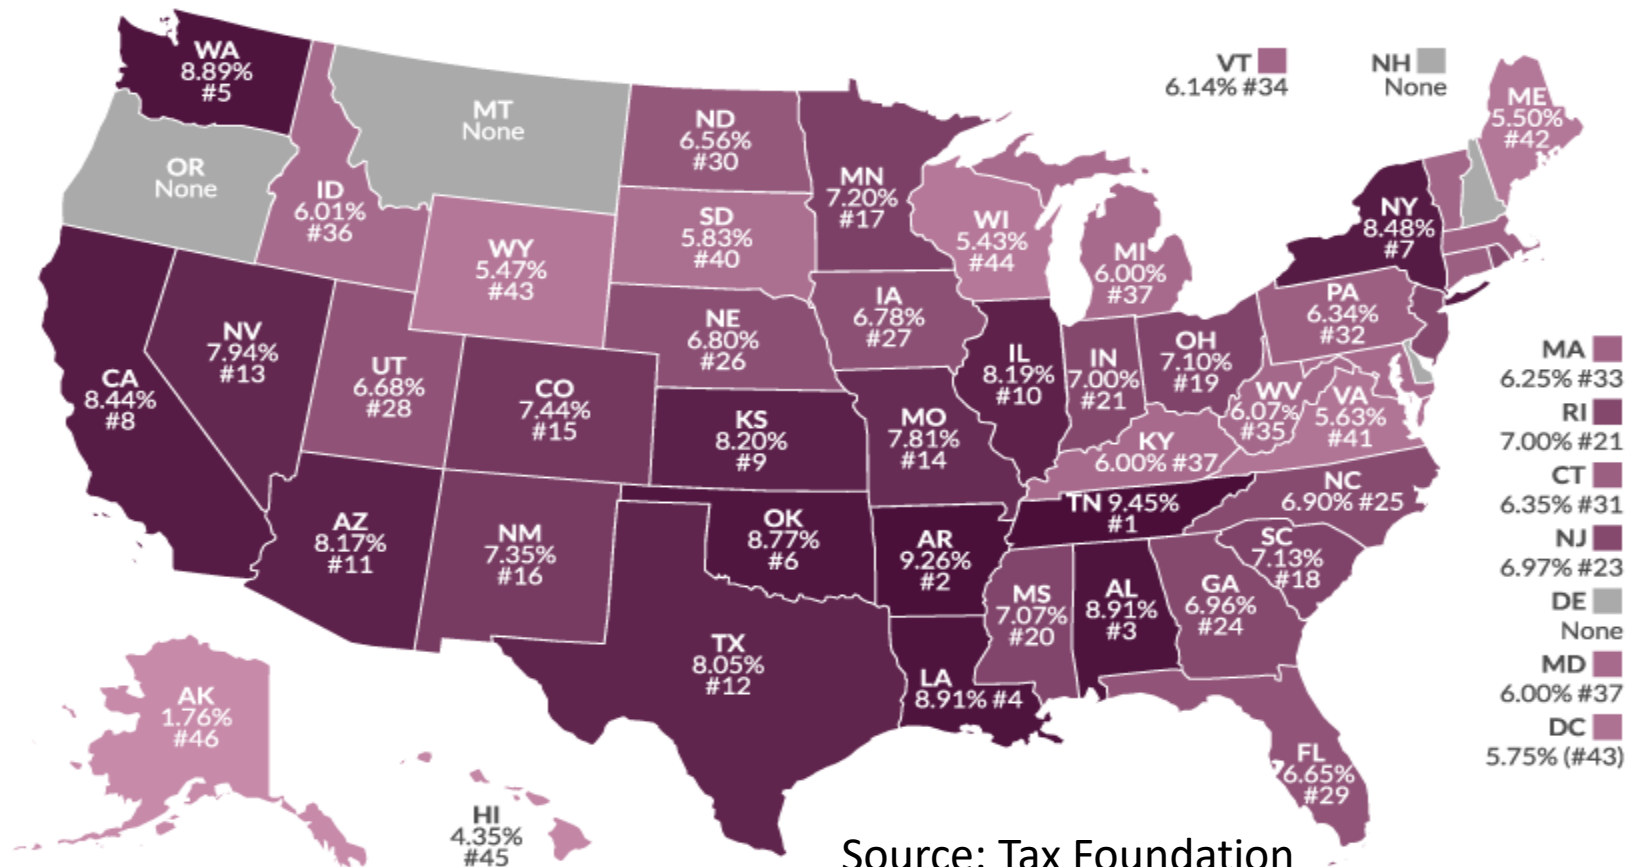 WA
8.89%
#5
MT
None
OR
None
ID
6.01%
#36
WY
5.47%
#43
ND
6.56%
#30
SD
5.83%
#40
MN
7.20%
#17
WI
5.43%
#44
MI
6.00%
#37
VT
6.14% #34
NH
None
ME
5.50%
#42
NY
8.48%
#7
CA
8.44%
#8
NV
7.94%
#13
UT
6.68%
#28
CO
7.44%
#15
NE
6.80%
#26
IA
6.78%
#27
KS
8.20%
#9
MO
7.81%
#14
IL
8.19%
#10
IN
7.00%
#21
OH
7.10%
#19
PA
6.34%
#32
WV
6.07%
#35
VA
5.63%
#41
KY
6.00% #37
NC
6.90% #25
TN 9.45%
#1
SC
7.13%
#18
AZ
8.17%
#11
NM
7.35%
#16
OK
8.77%
#6
AR
9.26%
#2
MS
7.07%
#20
AL
8.91%
#3
GA
6.96%
#24
TX
8.05%
#12
LA
8.91% #4
FL
6.65%
#29
AK
1.76%
#46
HI
4.35%
#45
MA
6.25% #33
RI
7.00% #21
CT
6.35% #31
NJ
6.97% #23
DE
None
MD
6.00% #37
DC
5.75% (#43)
Source: Tax Foundation